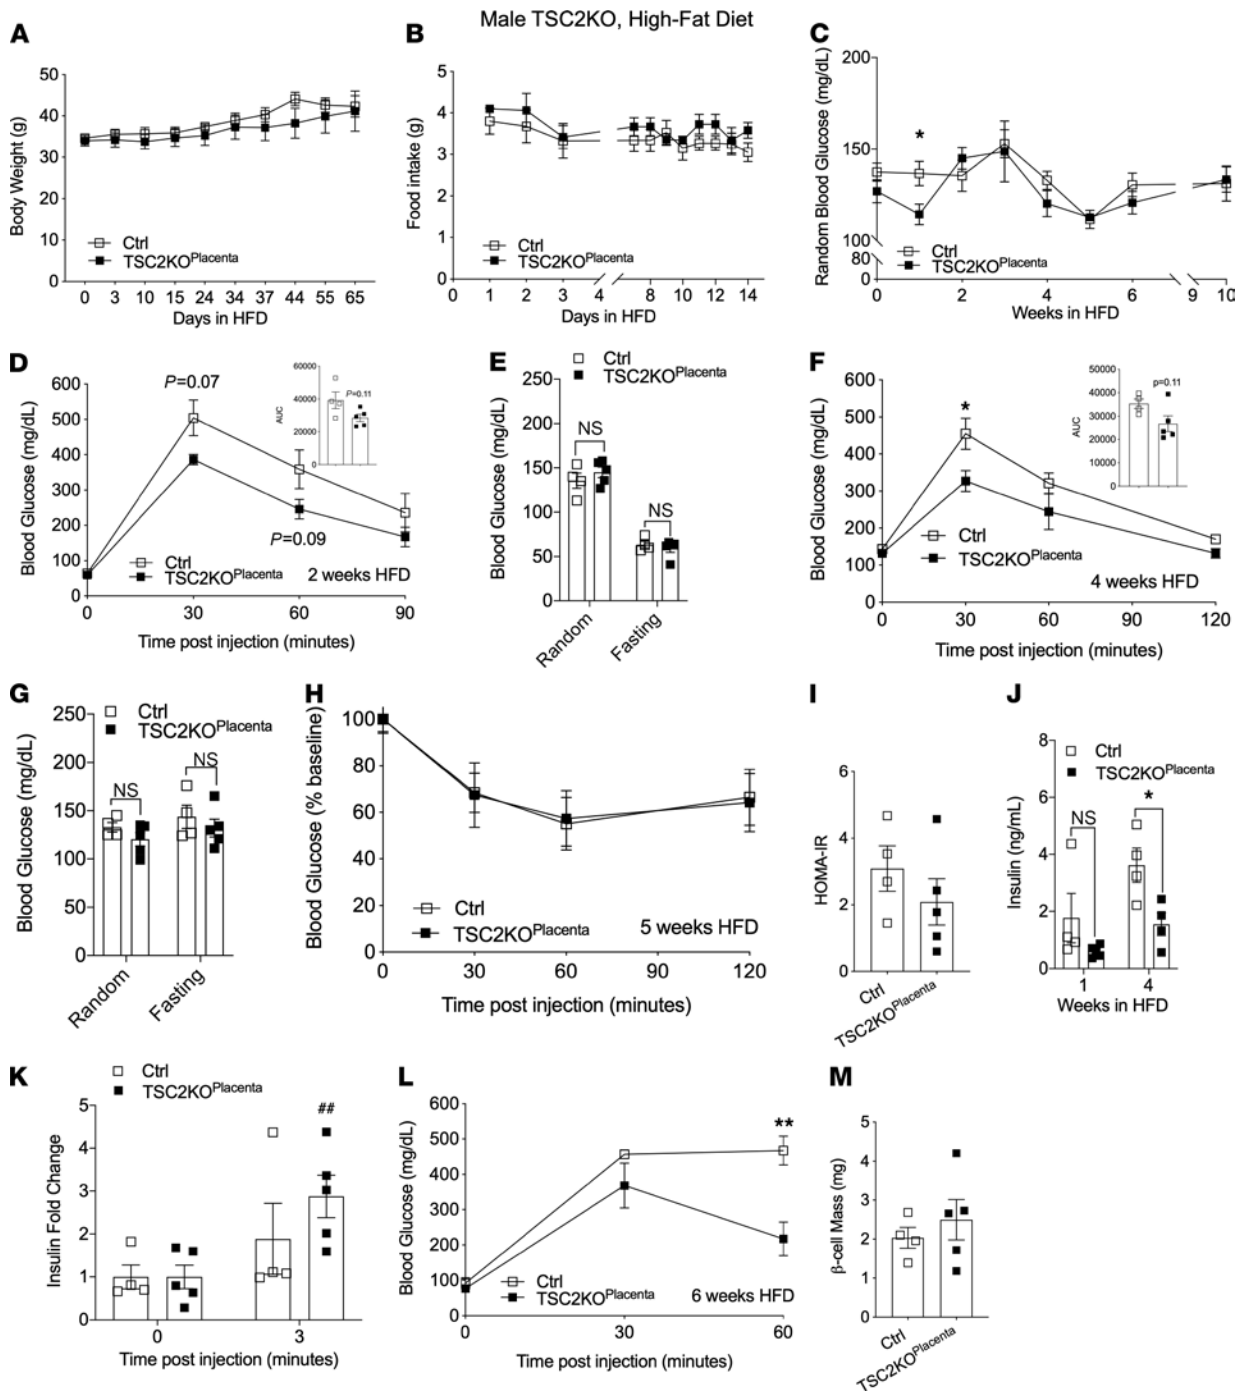 Male TSC2KO, High-Fat Diet
A
Body Weight (g)
50
40
30
20
10
0
Ctrl
TSC2KOPlacenta
0 3 10 15 24 34 37 44 55 65
Days in HFD
B
Food intake (g)
5
4
3
2
1
0
Ctrl
TSC2KOPlacenta
1 2 3 4 8 10 12 14
Days in HFD
C
Random Blood Glucose (mg/dL)
200
150
100
80
0
*
Ctrl
TSC2KOPlacenta
0 2 4 6 9 10
Weeks in HFD
D
Blood Glucose (mg/dL)
600
500
400
300
200
100
0
P=0.07
P=0.09
AUC
60000
40000
20000
0
P=0.11
Ctrl
TSC2KOPlacenta
2 weeks HFD
0 30 60 90
Time post injection (minutes)
E
Ctrl
TSC2KOPlacenta
Blood Glucose (mg/dL)
250
200
150
100
50
0
NS
NS
Random
Fasting
F
Blood Glucose (mg/dL)
600
500
400
300
200
100
0
*
AUC
50000
40000
30000
20000
10000
0
p=0.11
Ctrl
TSC2KOPlacenta
4 weeks HFD
0 30 60 90 120
Time post injection (minutes)
G
Ctrl
TSC2KOPlacenta
Blood Glucose (mg/dL)
250
200
150
100
50
0
NS
NS
Random
Fasting
H
Blood Glucose (% baseline)
100
80
60
40
20
0
Ctrl
TSC2KOPlacenta
5 weeks HFD
0 30 60 90 120
Time post injection (minutes)
I
HOMA-IR
6
4
2
0
Ctrl
TSC2KOPlacenta
J
Ctrl
TSC2KOPlacenta
Insulin (ng/mL)
8
6
4
2
0
NS
*
1 4
Weeks in HFD
K
Ctrl
TSC2KOPlacenta
Insulin Fold Change
5
4
3
2
1
0
##
0 3
Time post injection (minutes)
L
Blood Glucose (mg/dL)
600
500
400
300
200
100
0
**
Ctrl
TSC2KOPlacenta
6 weeks HFD
0 30 60
Time post injection (minutes)
M
β-cell Mass (mg)
5
4
3
2
1
0
Ctrl
TSC2KOPlacenta